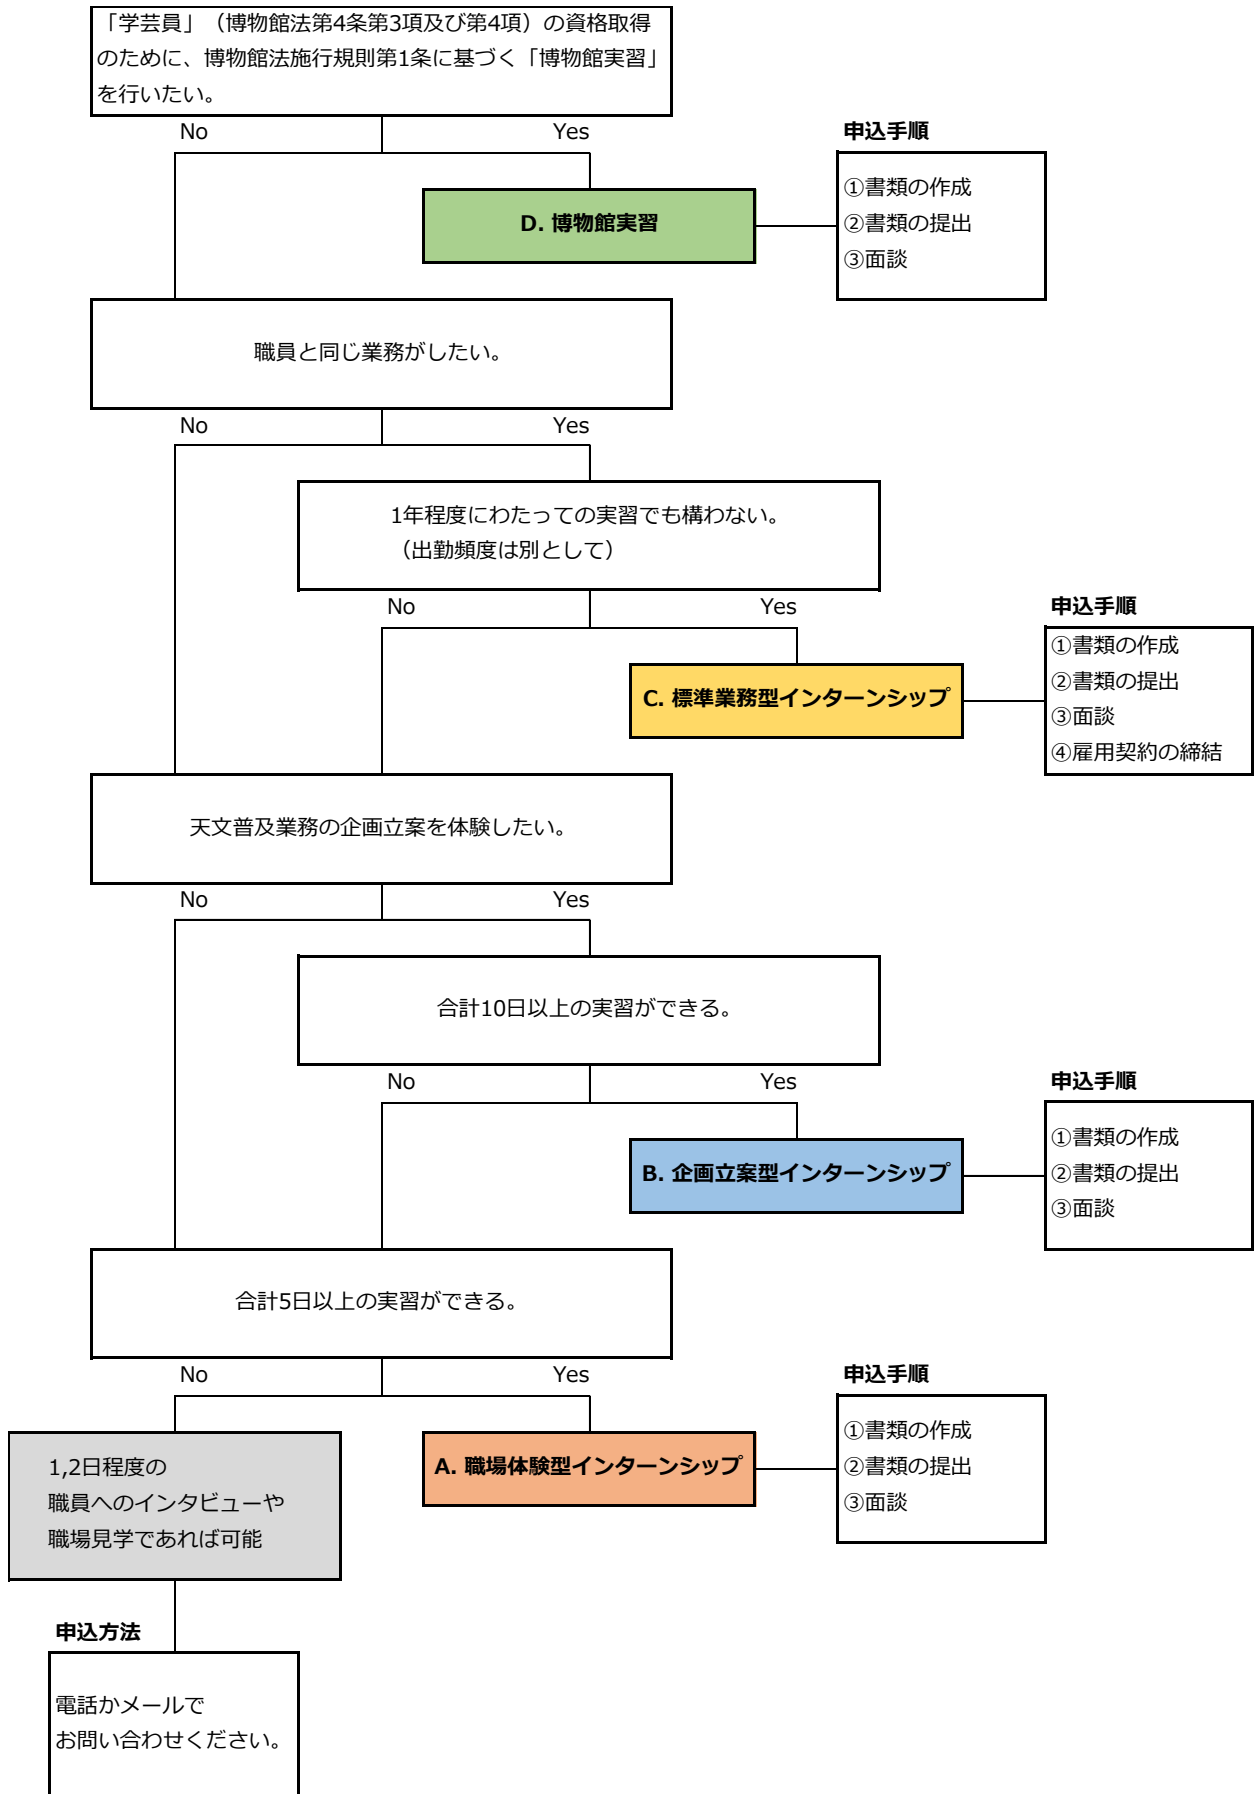 「学芸員」（博物館法第4条第3項及び第4項）の資格取得
のために、博物館法施行規則第1条に基づく「博物館実習」
を行いたい。
No
Yes
申込手順
①書類の作成
②書類の提出
③面談
D. 博物館実習
職員と同じ業務がしたい。
No
Yes
1年程度にわたっての実習でも構わない。
（出勤頻度は別として）
No
Yes
申込手順
①書類の作成
②書類の提出
③面談
④雇用契約の締結
C. 標準業務型インターンシップ
天文普及業務の企画立案を体験したい。
No
Yes
合計10日以上の実習ができる。
No
Yes
申込手順
①書類の作成
②書類の提出
③面談
B. 企画立案型インターンシップ
合計5日以上の実習ができる。
No
Yes
申込手順
①書類の作成
②書類の提出
③面談
A. 職場体験型インターンシップ
1,2日程度の
職員へのインタビューや
職場見学であれば可能
申込方法
電話かメールで
お問い合わせください。